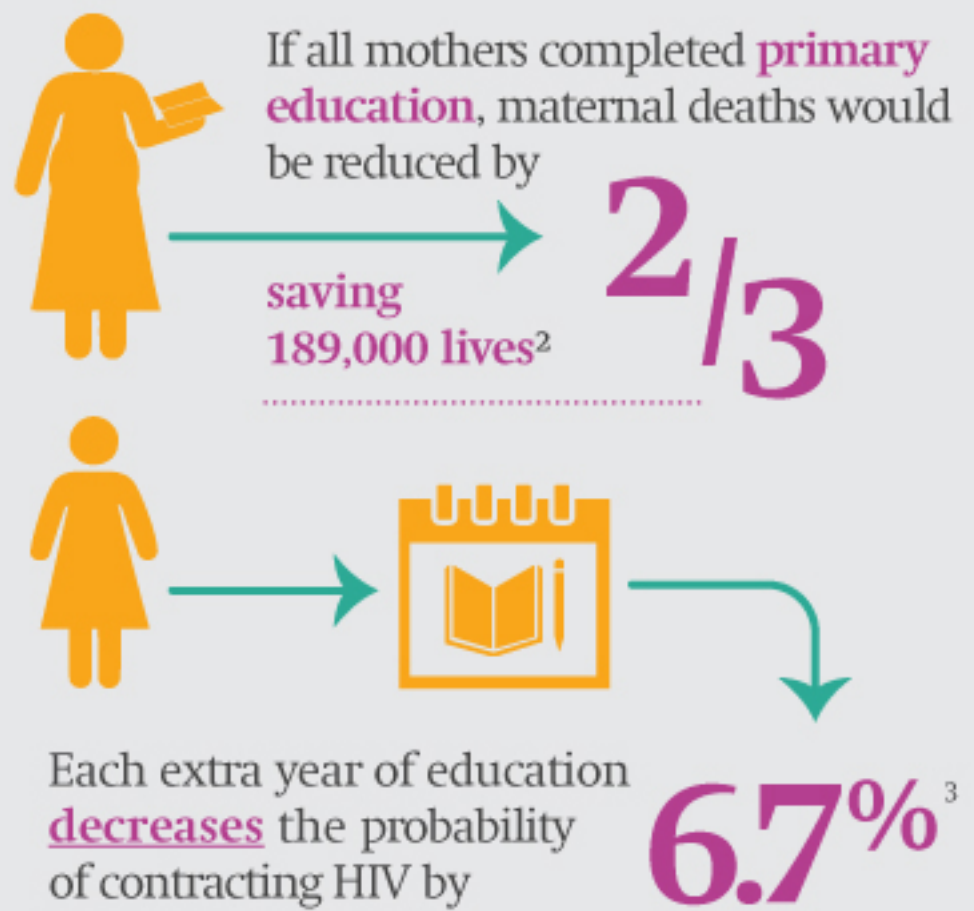 If all mothers completed primary
education, maternal deaths would
be reduced by
2/3
saving
189,000 lives²
Each extra year of education
decreases the probability
of contracting HIV by
6.7%³